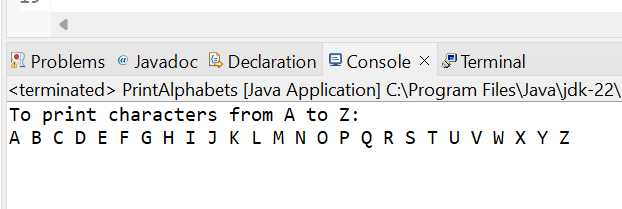 Problems @ Javadoc Declaration Console × Terminal
<terminated> PrintAlphabets [Java Application] C:\Program Files\Java\jdk-22\
To print characters from A to Z:
A B C D E F G H I J K L M N O P Q R S T U V W X Y Z